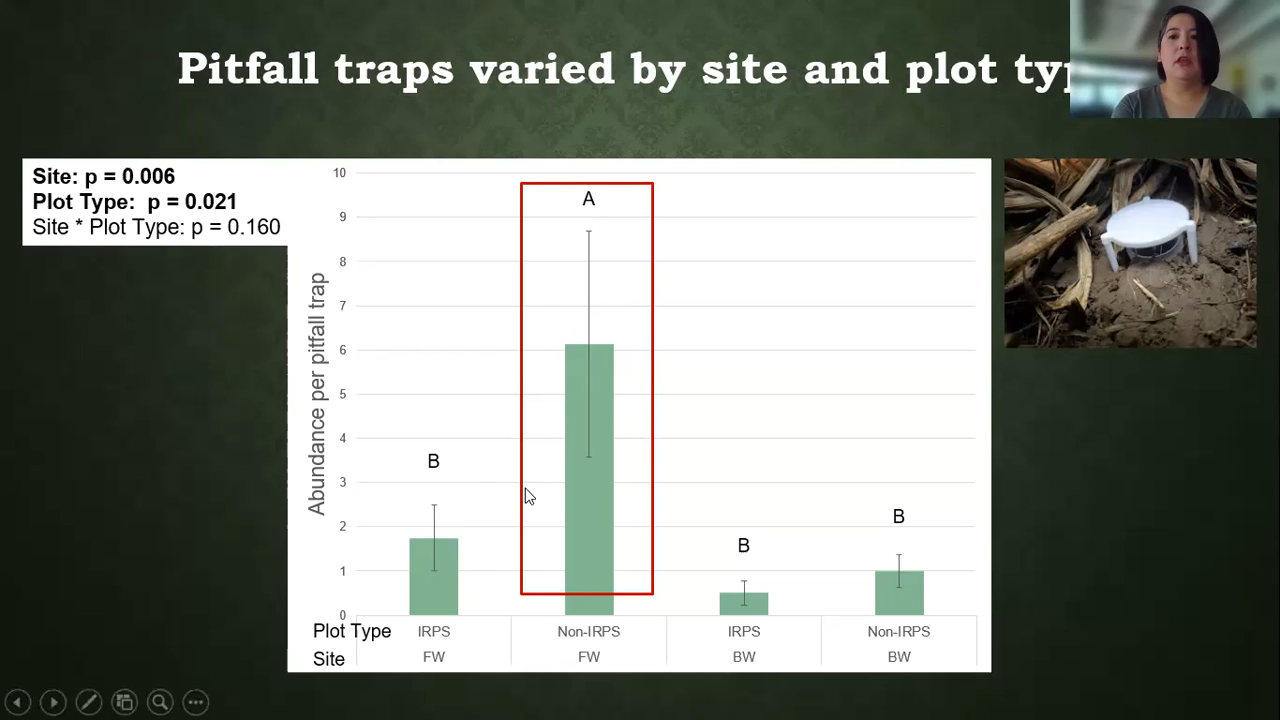 Pitfall traps varied by site and plot
Site: p = 0.006
Plot Type: p = 0.021
Site * Plot Type: p = 0.160
Abundance per pitfall trap
10
9
8
7
6
5
4
3
2
1
0
B
A
B
B
Plot Type
IRPS
Non-IRPS
IRPS
Non-IRPS
Site
FW
FW
BW
BW